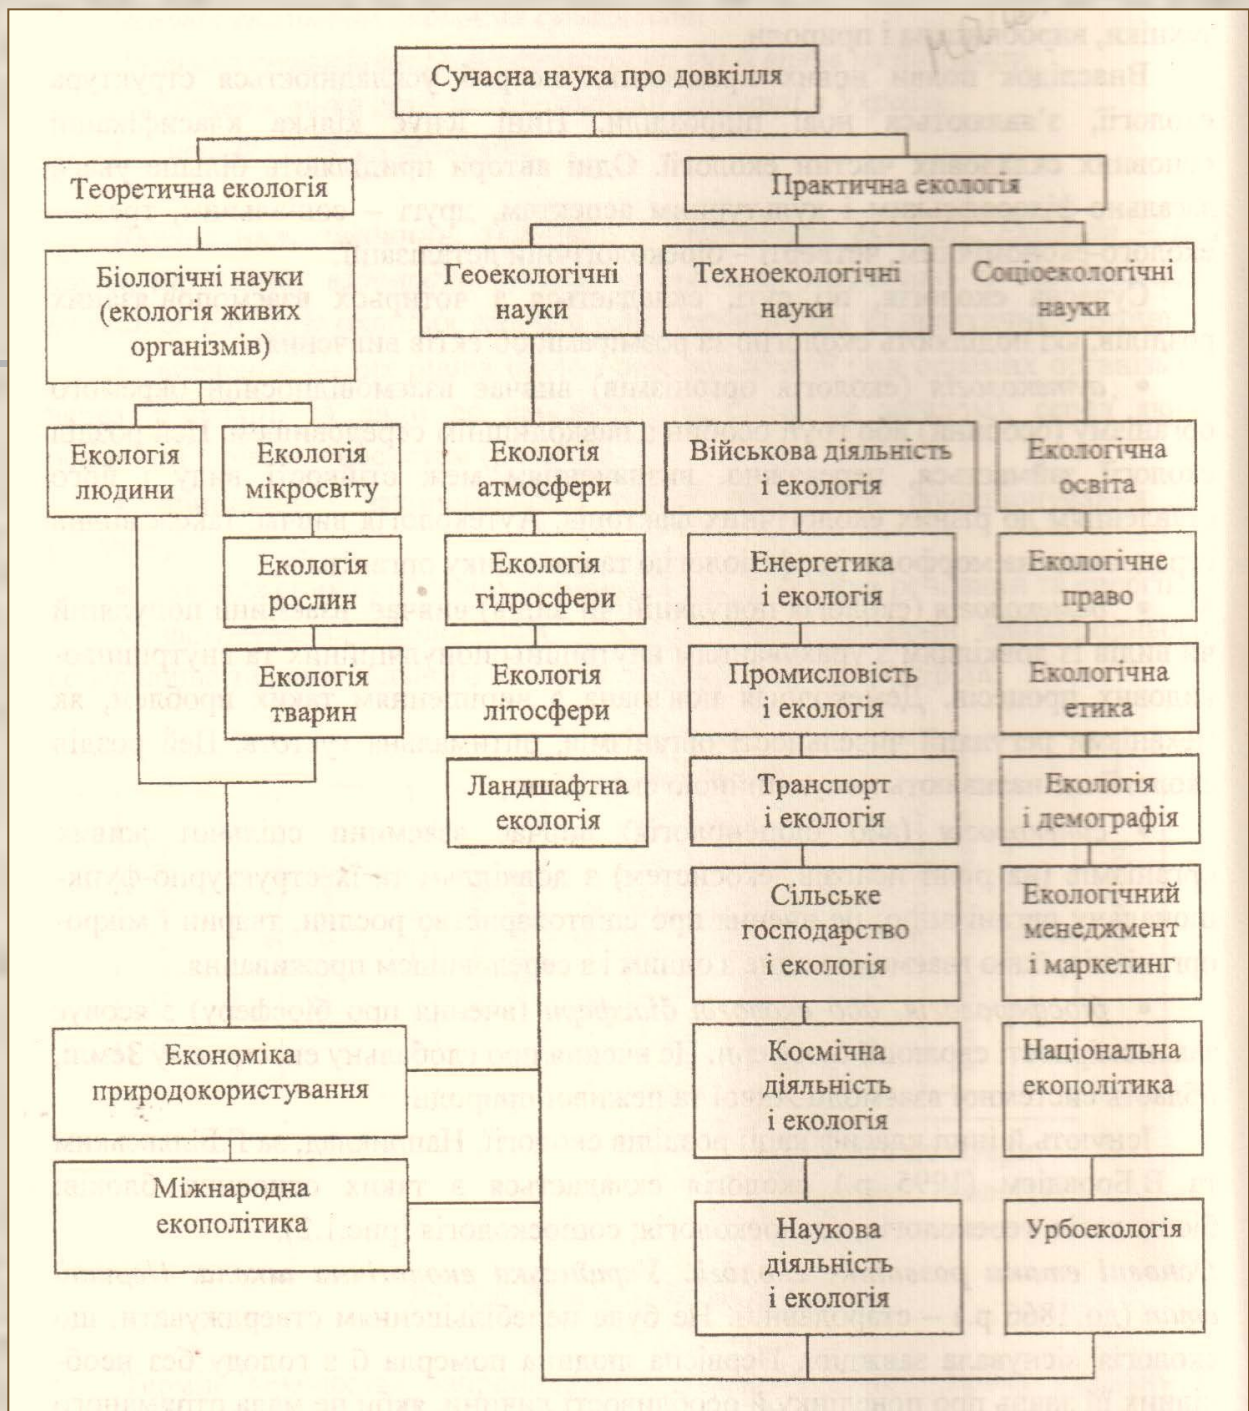 Сучасна наука про довкілля
Теоретична екологія
Практична екологія
Біологічні науки
(екологія живих
організмів)
Геоекологічні
науки
Техноекологічні
науки
Соціоекологічні
науки
Екологія
людини
Екологія
мікросвіту
Екологія
рослин
Екологія
тварин
Екологія
атмосфери
Екологія
гідросфери
Екологія
літосфери
Ландшафтна
екологія
Військова діяльність
і екологія
Енергетика
і екологія
Промисловість
і екологія
Транспорт
і екологія
Сільське
господарство
і екологія
Космічна
діяльність
і екологія
Наукова
діяльність
і екологія
Екологічна
освіта
Екологічне
право
Екологічна
етика
Екологія
і демографія
Екологічний
менеджмент
і маркетинг
Національна
екополітика
Урбоекологія
Економіка
природокористування
Міжнародна
екополітика